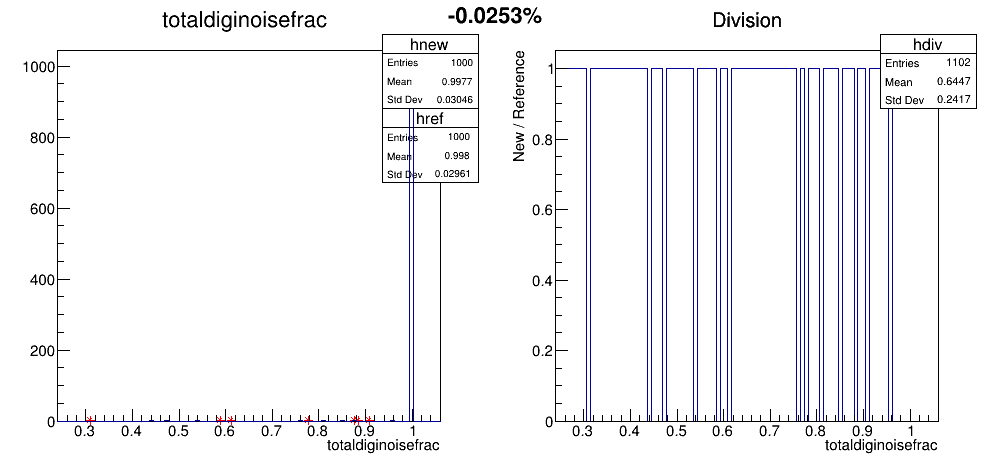 totaldiginoisefrac
-0.0253%
Division
hnew
Entries 1000
Mean 0.9977
Std Dev 0.03046
href
Entries 1000
Mean 0.998
Std Dev 0.02961
1000
800
600
400
200
0
0.3 0.4 0.5 0.6 0.7 0.8 0.9 1
totaldiginoisefrac
hdiv
Entries 1102
Mean 0.6447
Std Dev 0.2417
New / Reference
1
0.8
0.6
0.4
0.2
0
0.3 0.4 0.5 0.6 0.7 0.8 0.9 1
totaldiginoisefrac